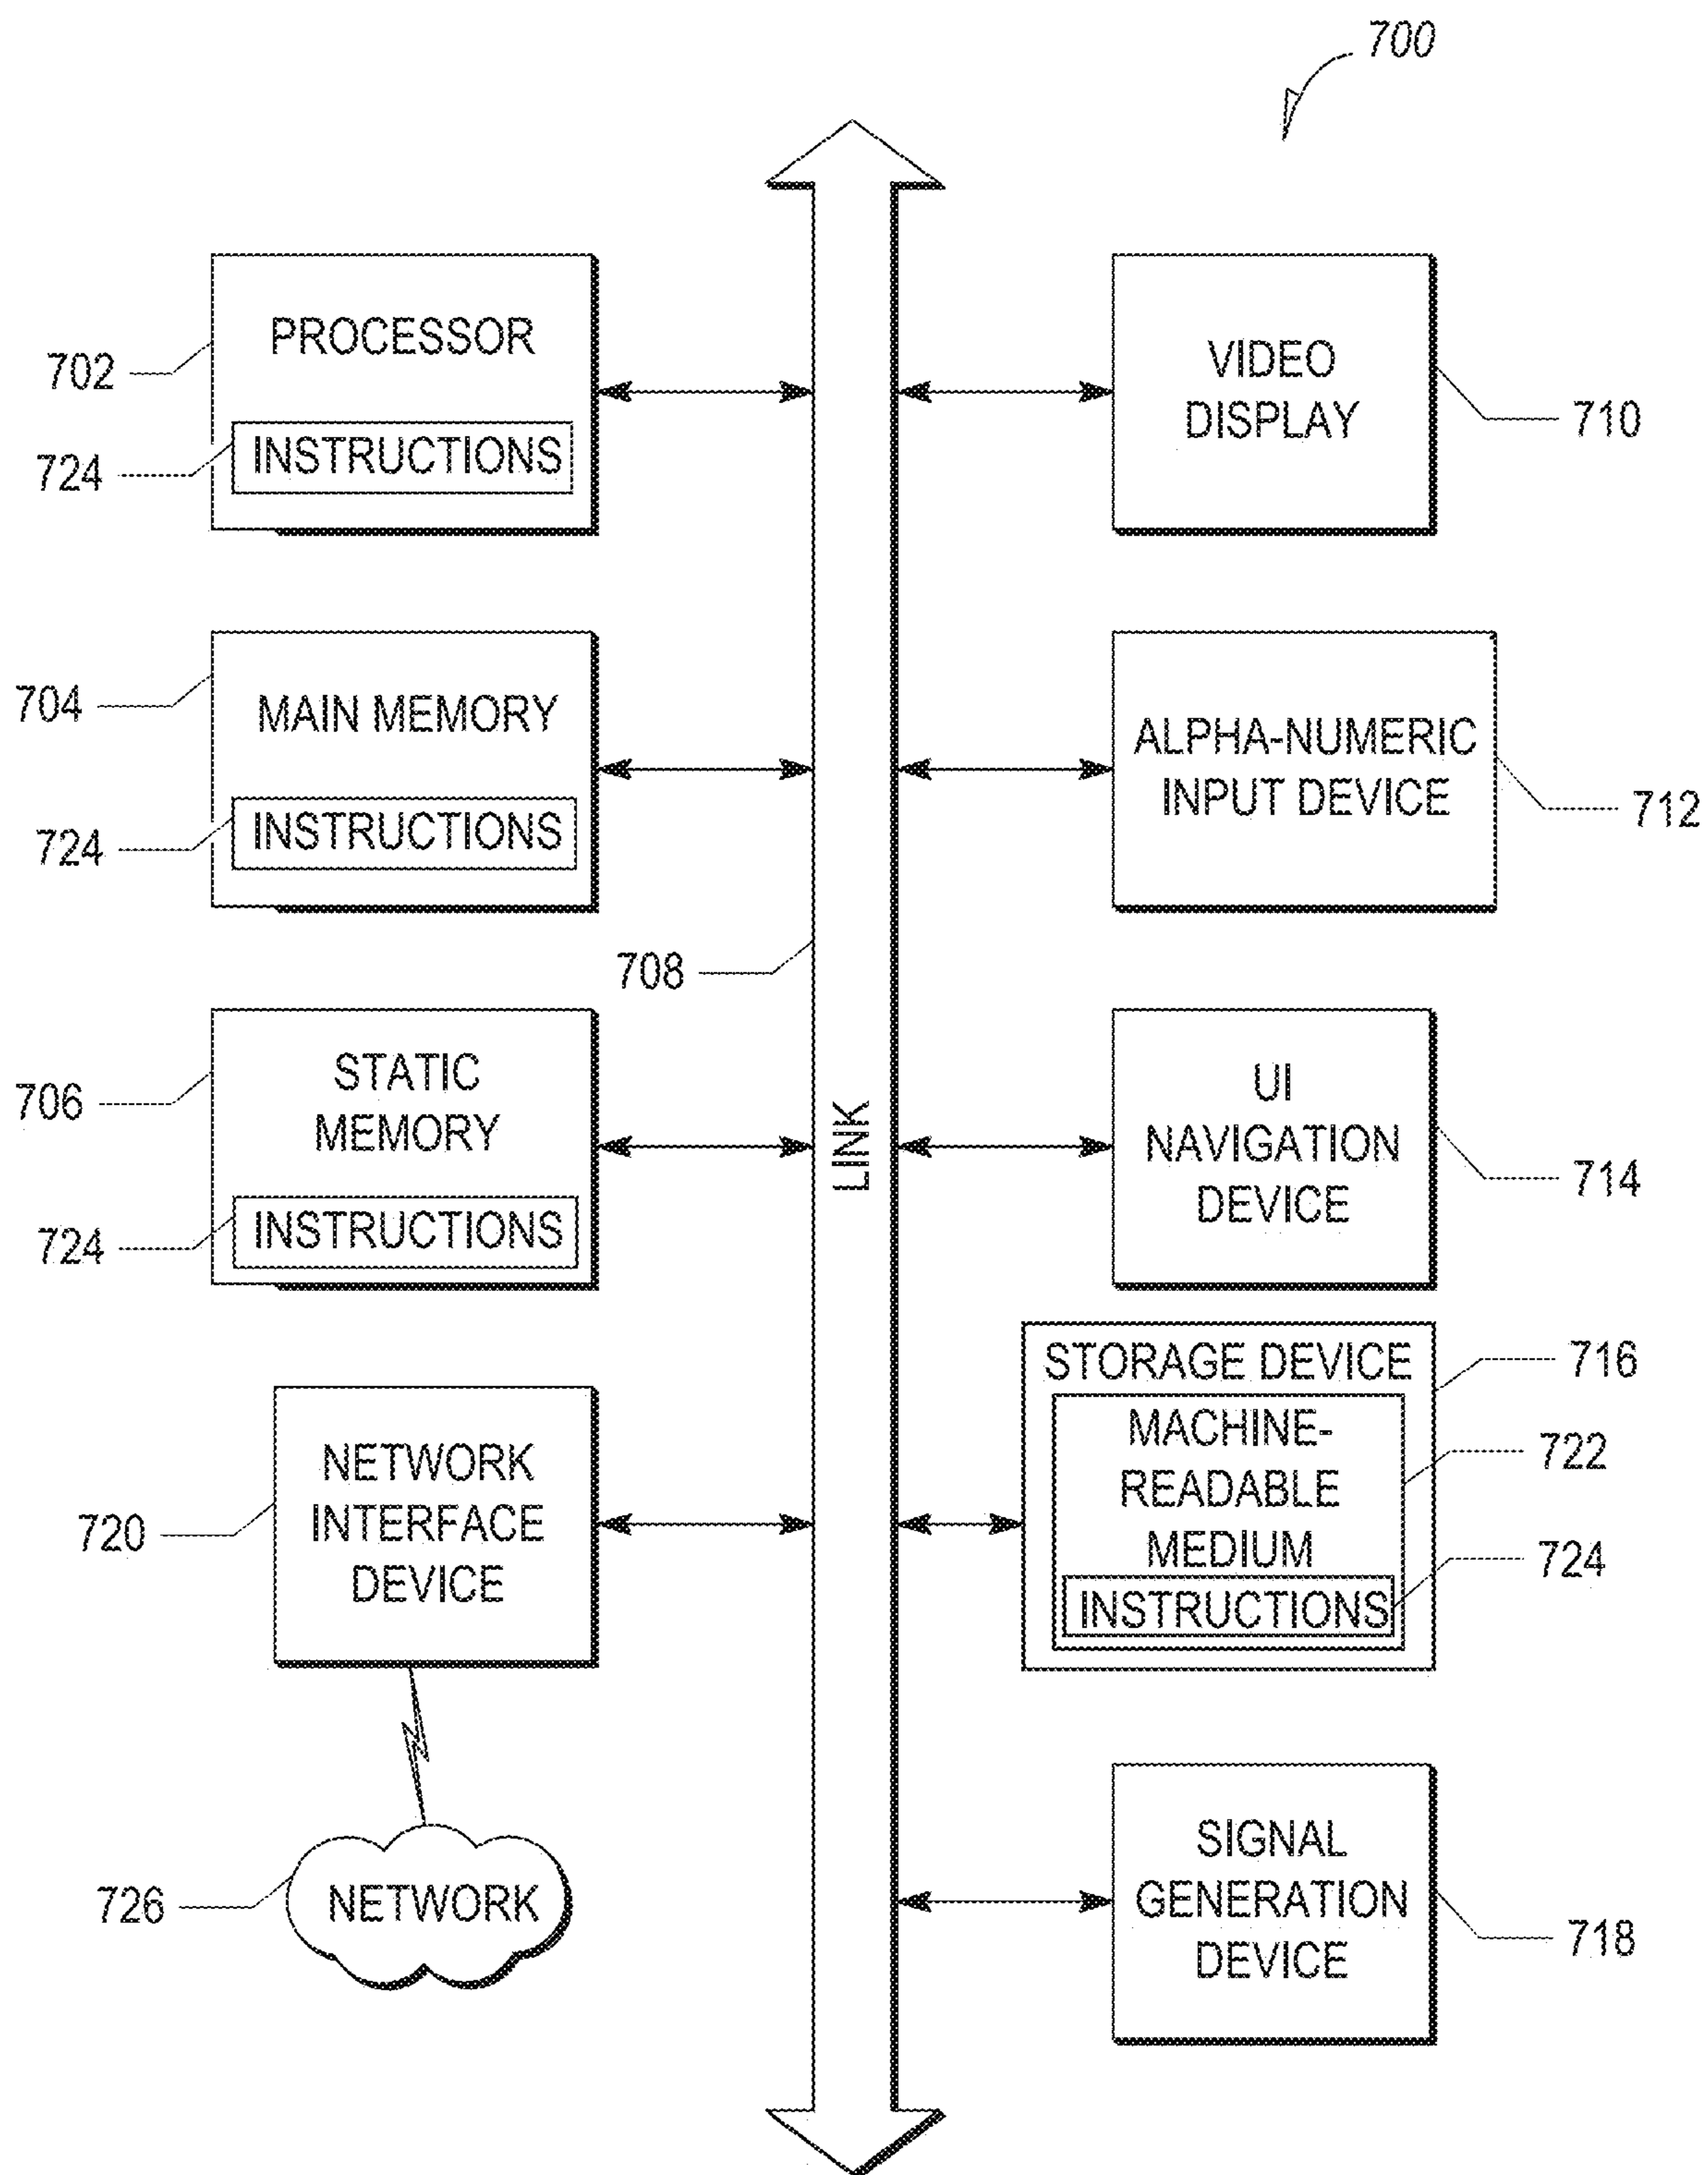 700
PROCESSOR
702
INSTRUCTIONS
724
MAIN MEMORY
704
INSTRUCTIONS
724
708
STATIC
MEMORY
706
INSTRUCTIONS
724
NETWORK
INTERFACE
DEVICE
720
NETWORK
726
LINK
VIDEO
DISPLAY
710
ALPHA-NUMERIC
INPUT DEVICE
712
UI
NAVIGATION
DEVICE
714
STORAGE DEVICE
716
MACHINE-
READABLE
MEDIUM
722
INSTRUCTIONS
724
SIGNAL
GENERATION
DEVICE
718